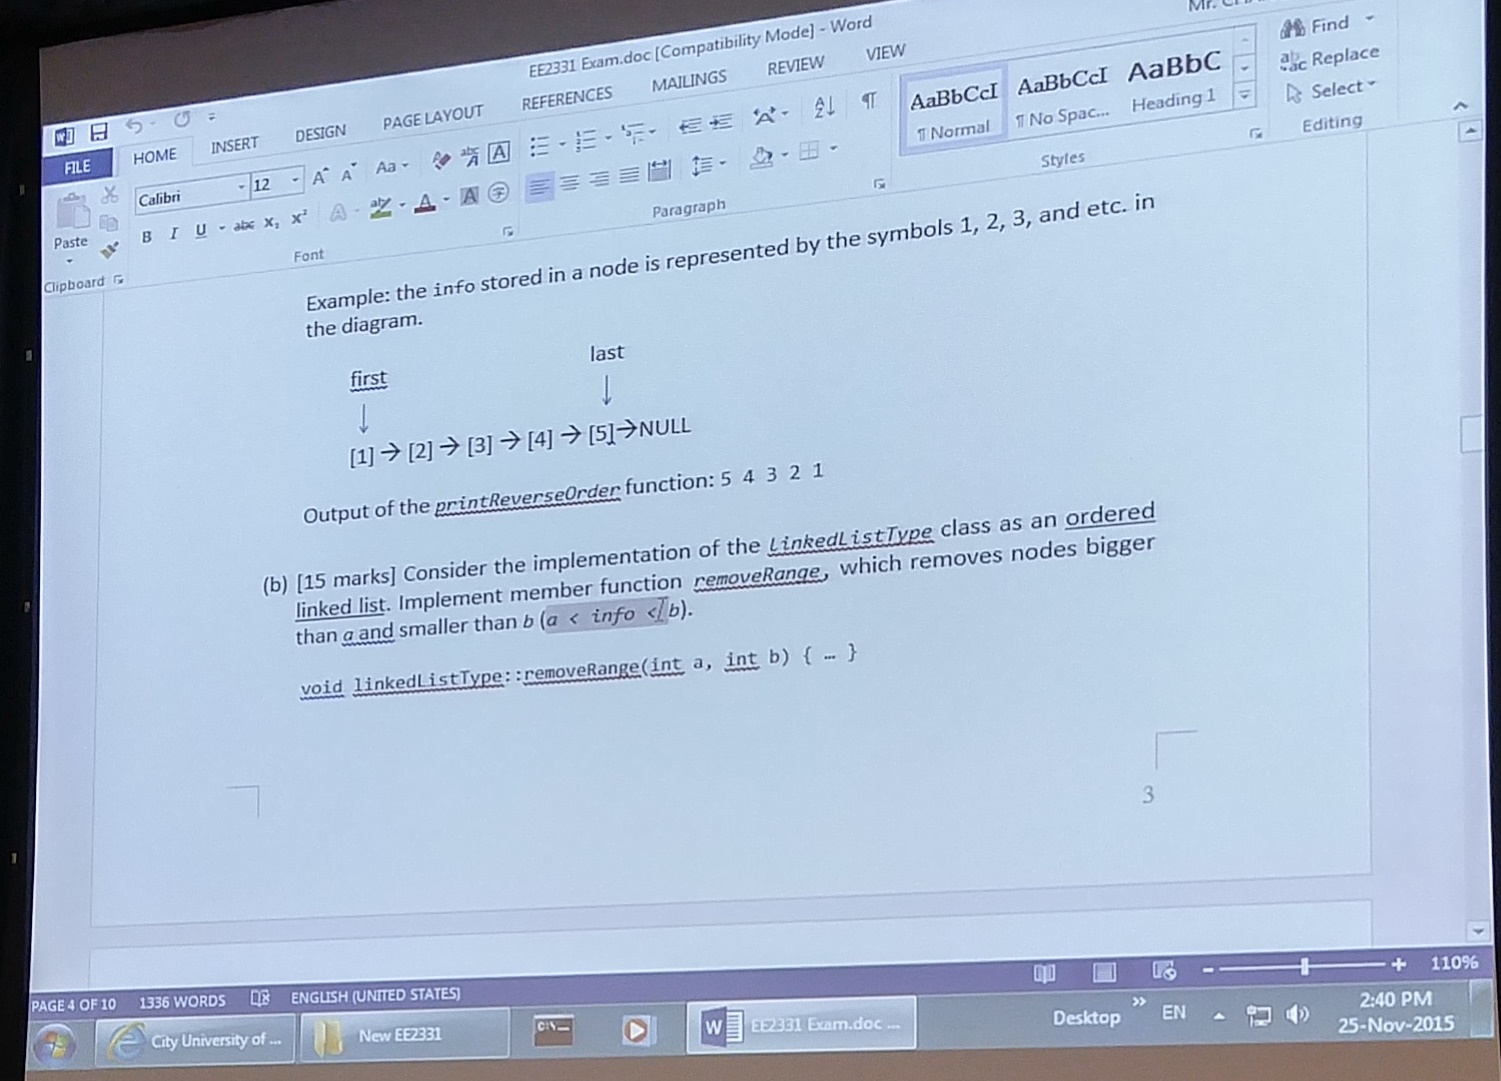 EE2331 Exam.doc [Compatibility Mode] - Word
FILE HOME INSERT DESIGN PAGE LAYOUT REFERENCES MAILINGS REVIEW VIEW
Calibri 12
Paste
Clipboard
Font
Paragraph
AaBbCcI AaBbCcI AaBbC
¶ Normal ¶ No Spac... Heading 1
Styles
Find
Replace
Select
Editing
Example: the info stored in a node is represented by the symbols 1, 2, 3, and etc. in
the diagram.
last
first
[1] → [2] → [3] → [4] → [5]→NULL
Output of the printReverseOrder function: 5 4 3 2 1
(b) [15 marks] Consider the implementation of the LinkedListType class as an ordered
linked list. Implement member function removeRange, which removes nodes bigger
than a and smaller than b (a < info < b).
void linkedListType::removeRange(int a, int b) { … }
3
PAGE 4 OF 10 1336 WORDS ENGLISH (UNITED STATES) 110%
City University of ... New EE2331 EE2331 Exam.doc ... Desktop EN
2:40 PM
25-Nov-2015